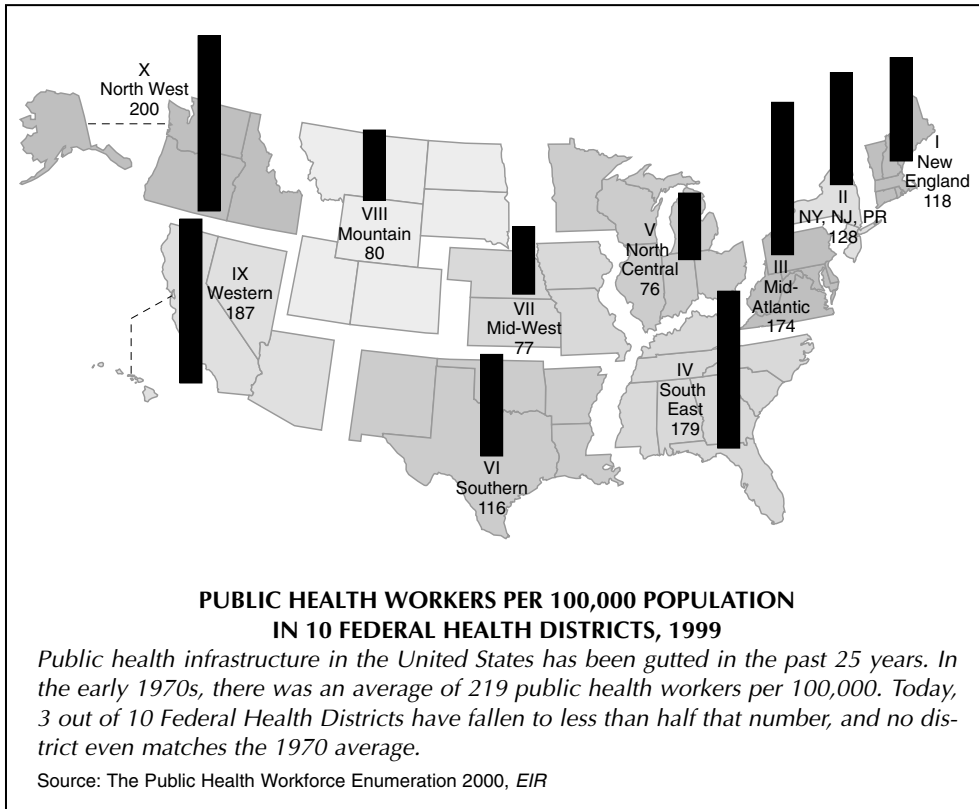 X
North West
200
VIII
Mountain
80
IX
Western
187
VII
Mid-West
77
VI
Southern
116
V
North
Central
76
IV
South
East
179
III
Mid-
Atlantic
174
II
NY, NJ, PR
128
I
New
England
118
PUBLIC HEALTH WORKERS PER 100,000 POPULATION
IN 10 FEDERAL HEALTH DISTRICTS, 1999
Public health infrastructure in the United States has been gutted in the past 25 years. In
the early 1970s, there was an average of 219 public health workers per 100,000. Today,
3 out of 10 Federal Health Districts have fallen to less than half that number, and no dis-
trict even matches the 1970 average.
Source: The Public Health Workforce Enumeration 2000, EIR